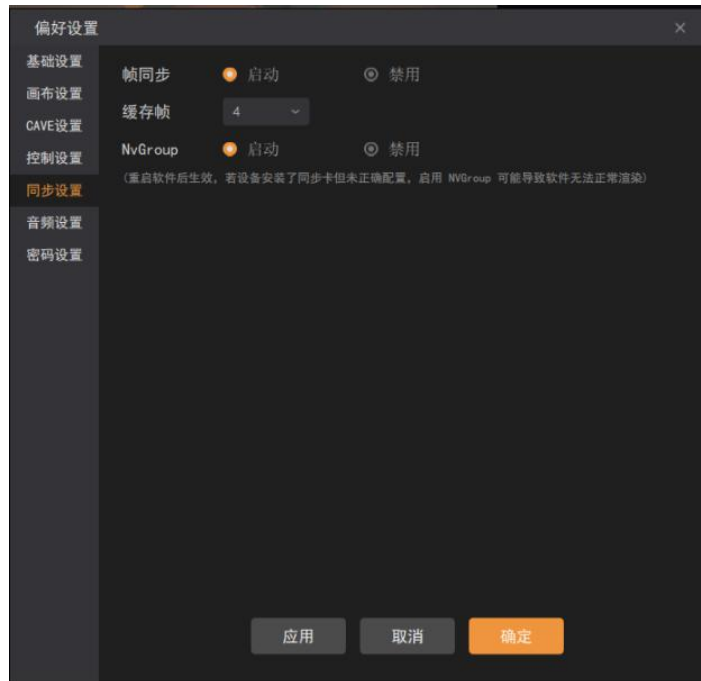 偏好设置
基础设置
画布设置
CAVE设置
控制设置
同步设置
音频设置
密码设置
帧同步 启动 禁用
缓存帧 4
NvGroup 启动 禁用
(重启软件后生效，若设备安装了同步卡但未正确配置，启用 NVGroup 可能导致软件无法正常渲染)
应用 取消 确定